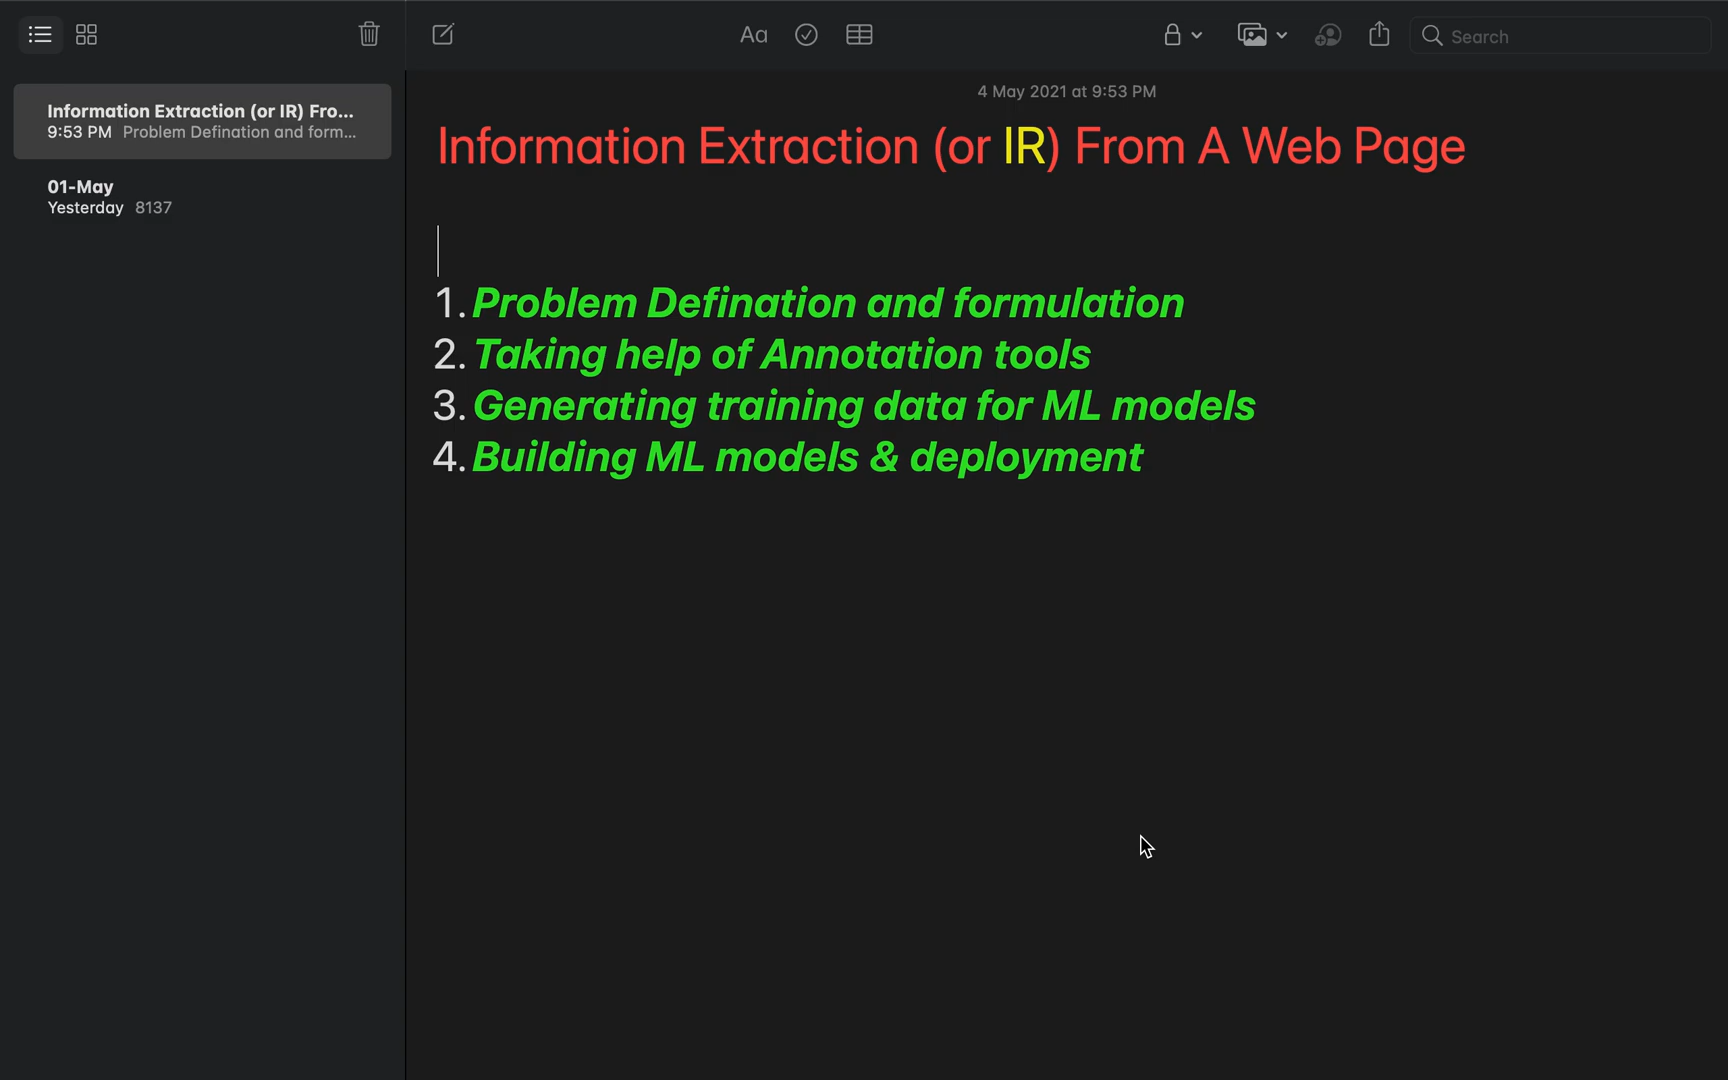 Aa
Search
Information Extraction (or IR) Fro...
9:53 PM Problem Defination and form...
01-May
Yesterday 8137
4 May 2021 at 9:53 PM
Information Extraction (or IR) From A Web Page
1. Problem Defination and formulation
2. Taking help of Annotation tools
3. Generating training data for ML models
4. Building ML models & deployment